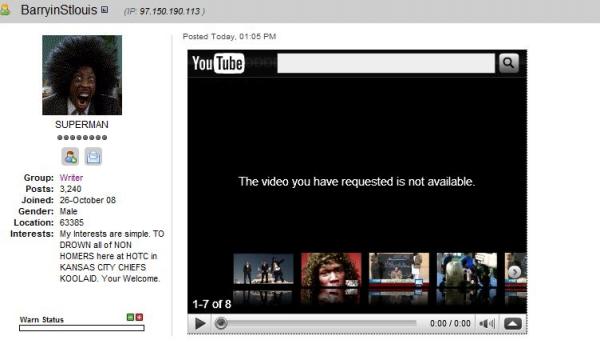 BarryinStlouis (IP: 97.150.190.113 )
Posted Today, 01:05 PM
SUPERMAN
Group: Writer
Posts: 3,240
Joined: 26-October 08
Gender: Male
Location: 63385
Interests: My Interests are simple. TO
DROWN all of NON
HOMERS here at HOTC in
KANSAS CITY CHIEFS
KOOLAID. Your Welcome.
Warn Status
YouTube
The video you have requested is not available.
1-7 of 8
0:00 / 0:00